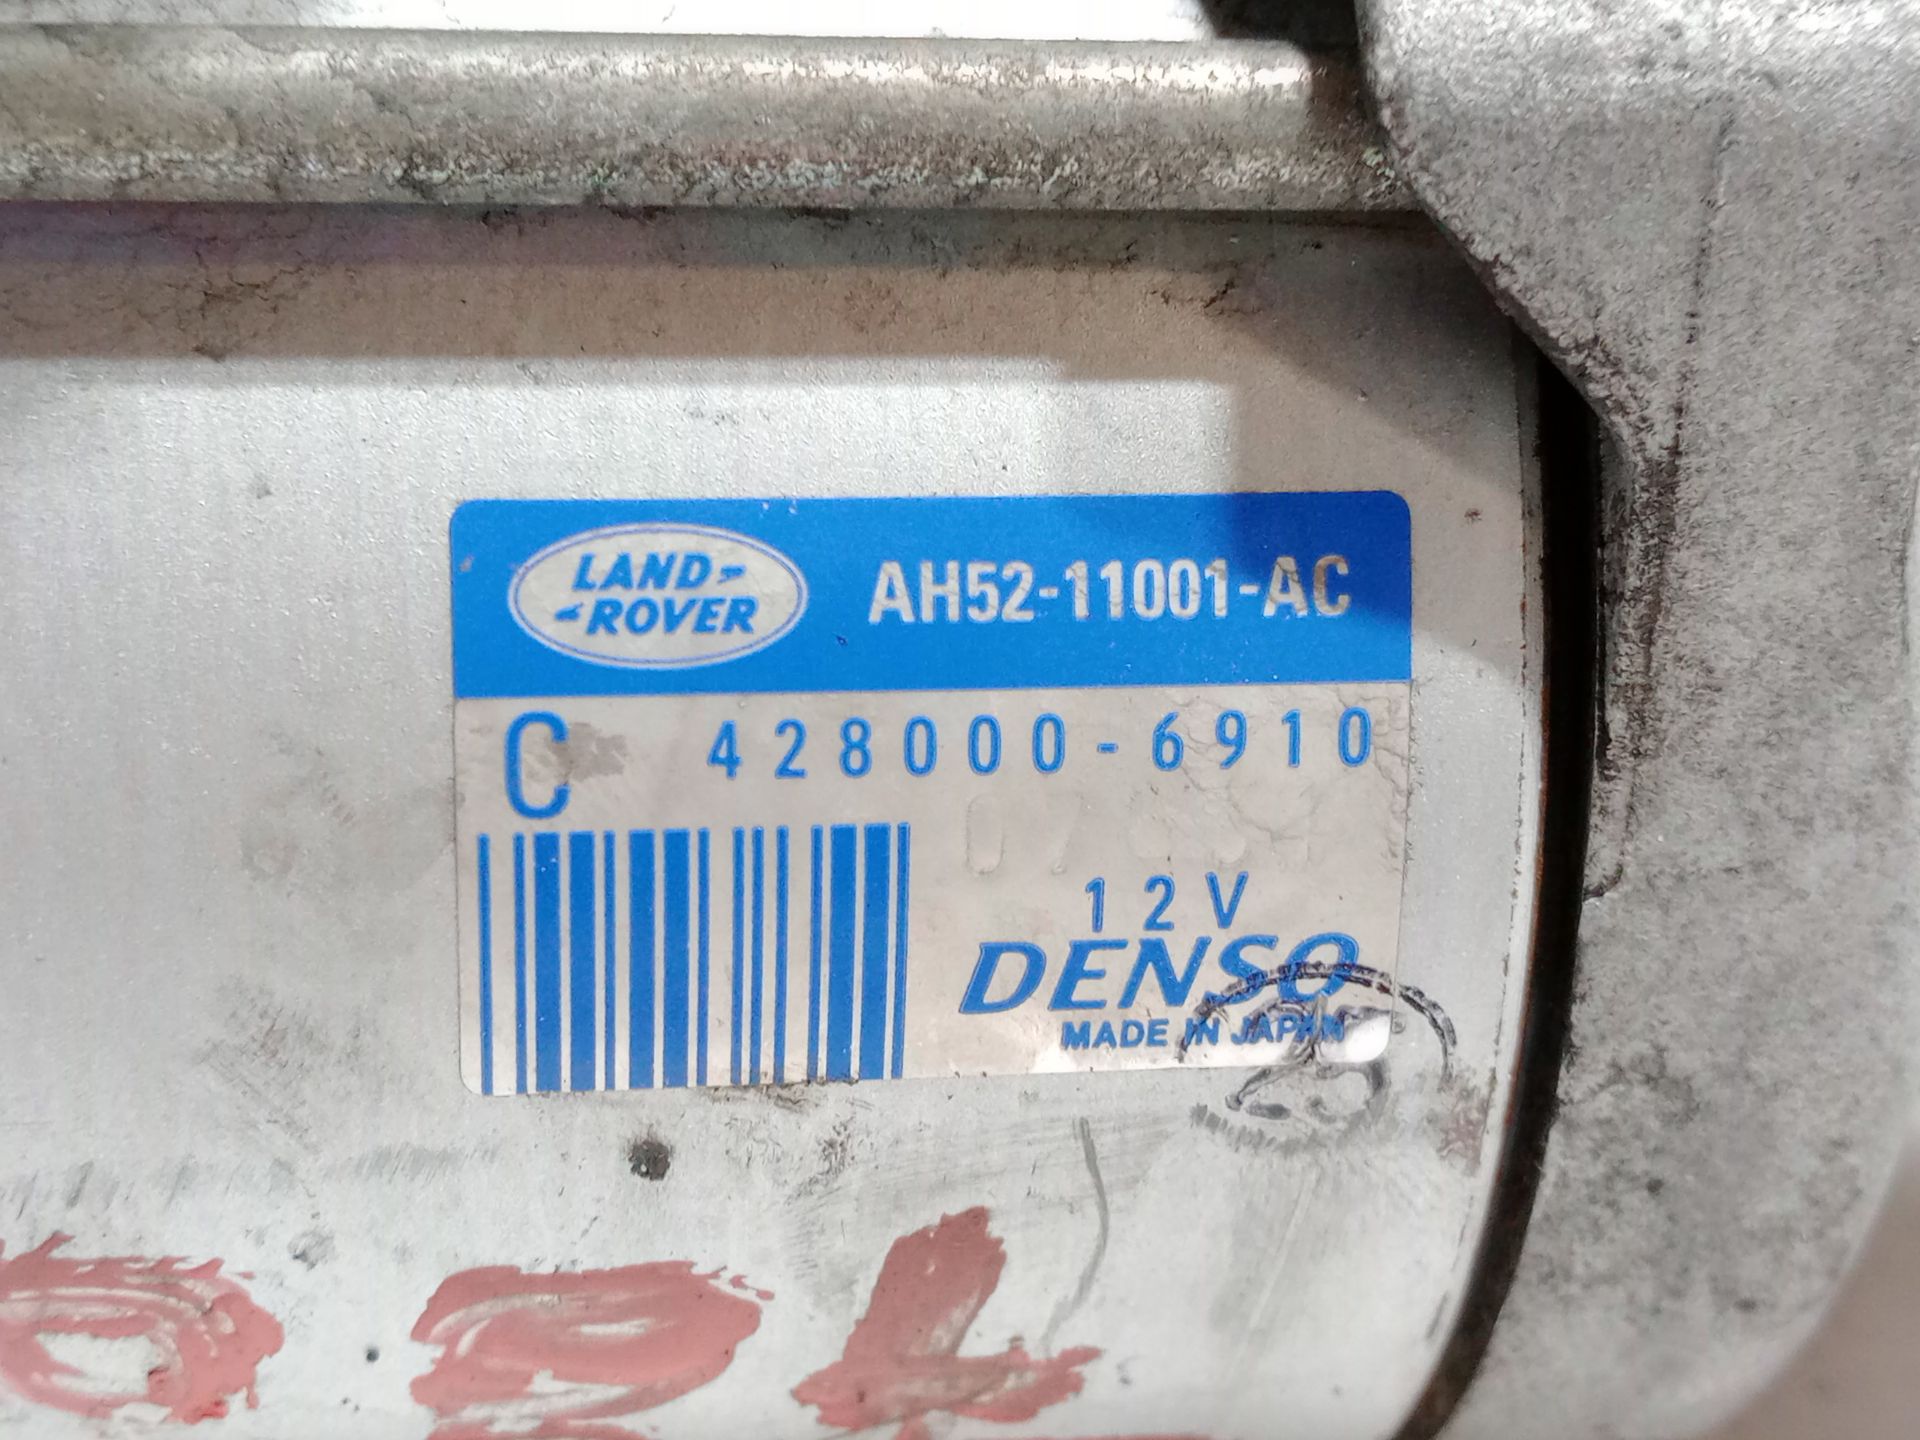 LAND-
-ROVER
AH52-11001-AC
C 428000-6910
12V
DENSO
MADE IN JAPAN